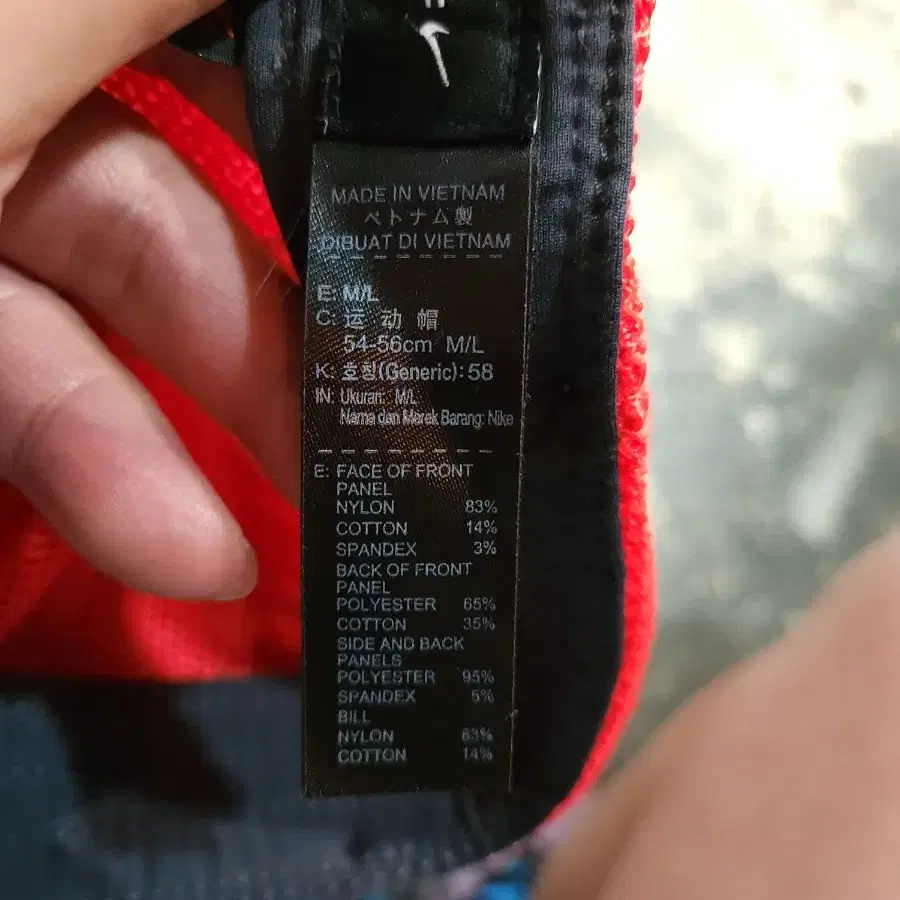 MADE IN VIETNAM
ベトナム製
DIBUAT DI VIETNAM
E: M/L
C: 运 动 帽
54-56cm M/L
K: 호칭(Generic): 58
IN: Ukuran: M/L
Nama dan Merek Barang: Nike
E: FACE OF FRONT
PANEL
NYLON 83%
COTTON 14%
SPANDEX 3%
BACK OF FRONT
PANEL
POLYESTER 65%
COTTON 35%
SIDE AND BACK
PANELS
POLYESTER 95%
SPANDEX 5%
BILL
NYLON 83%
COTTON 14%